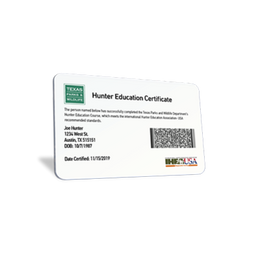 TEXAS
PARKS &
WILDLIFE
Hunter Education Certificate
The person named below has successfully completed the Texas Parks and Wildlife Department's
Hunter Education Course, which meets the International Hunter Education Association - USA
recommended standards.
Joe Hunter
1234 West St.
Austin, TX 515151
DOB: 10/7/1987
Date Certified: 11/15/2019
USA